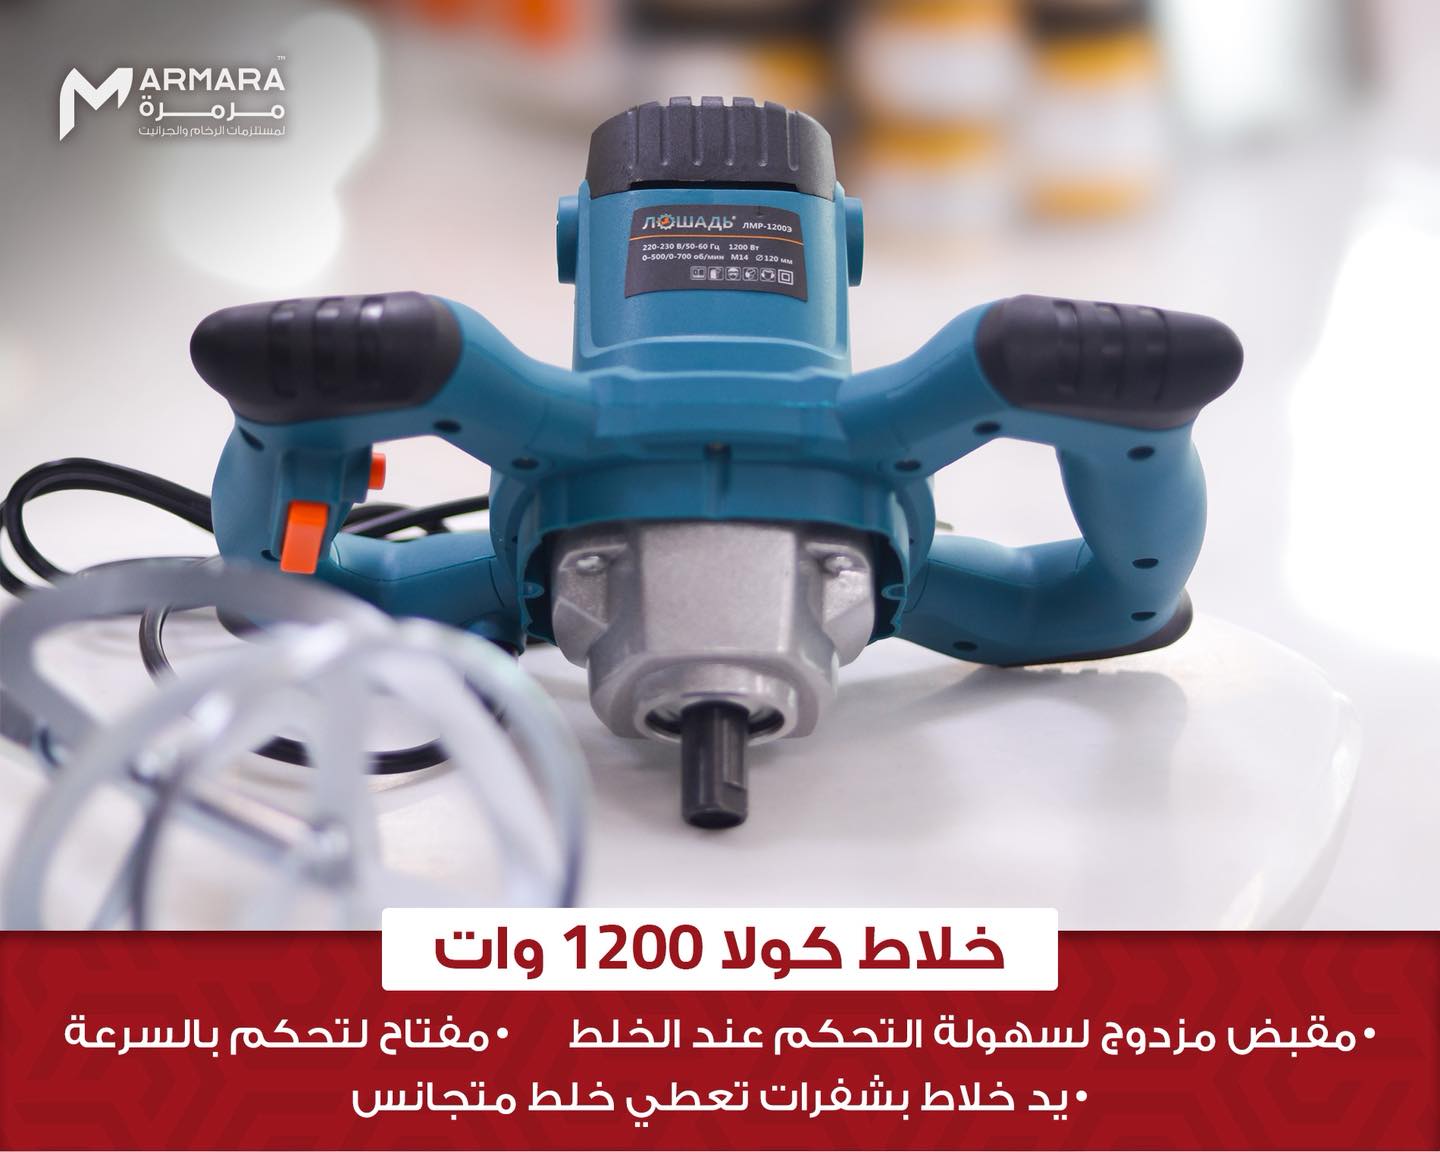 MARMARA™
مرمرة
لمستلزمات الرخام والجرانيت
ЛОШАДЬ® ЛМР-1200Э
220-230 В/50-60 Гц 1200 Вт
0-500/0-700 об/мин M14 Ø120 мм
خلاط كولا 1200 وات
•مقبض مزدوج لسهولة التحكم عند الخلط •مفتاح لتحكم بالسرعة
•يد خلاط بشفرات تعطي خلط متجانس